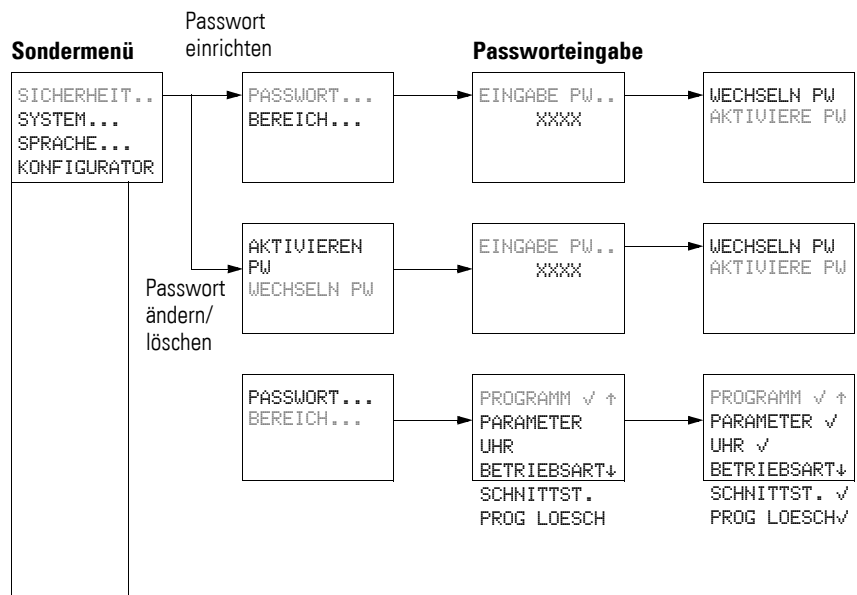 Passwort
einrichten
Sondermenü
Passworteingabe
SICHERHEIT..
SYSTEM...
SPRACHE...
KONFIGURATOR
PASSWORT...
BEREICH...
EINGABE PW..
XXXX
WECHSELN PW
AKTIVIERE PW
Passwort
ändern/
löschen
AKTIVIEREN
PW
WECHSELN PW
EINGABE PW..
XXXX
WECHSELN PW
AKTIVIERE PW
PASSWORT...
BEREICH...
PROGRAMM √ ↑
PARAMETER
UHR
BETRIEBSART↓
SCHNITTST.
PROG LOESCH
PROGRAMM √ ↑
PARAMETER √
UHR √
BETRIEBSART↓
SCHNITTST. √
PROG LOESCH√